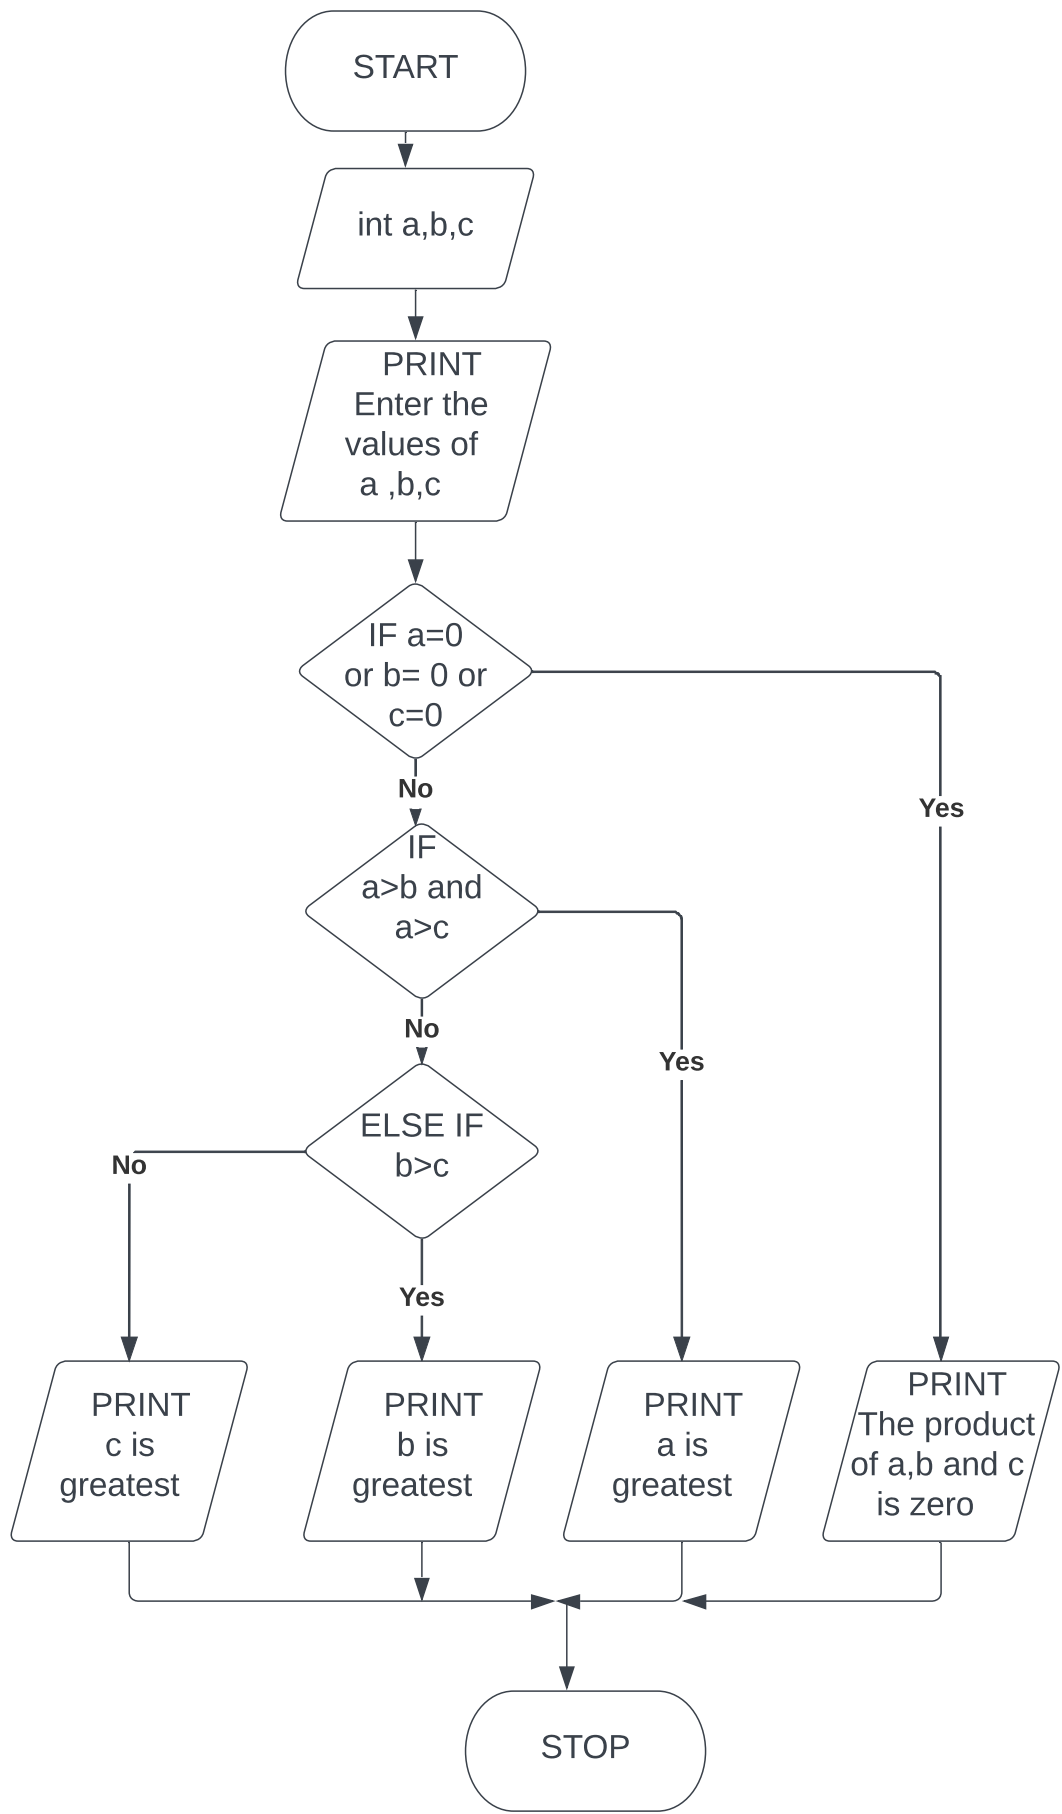 START
int a,b,c
PRINT
Enter the
values of
a ,b,c
IF a=0
or b= 0 or
c=0
No
Yes
IF
a>b and
a>c
No
Yes
ELSE IF
b>c
No
Yes
PRINT
c is
greatest
PRINT
b is
greatest
PRINT
a is
greatest
PRINT
The product
of a,b and c
is zero
STOP